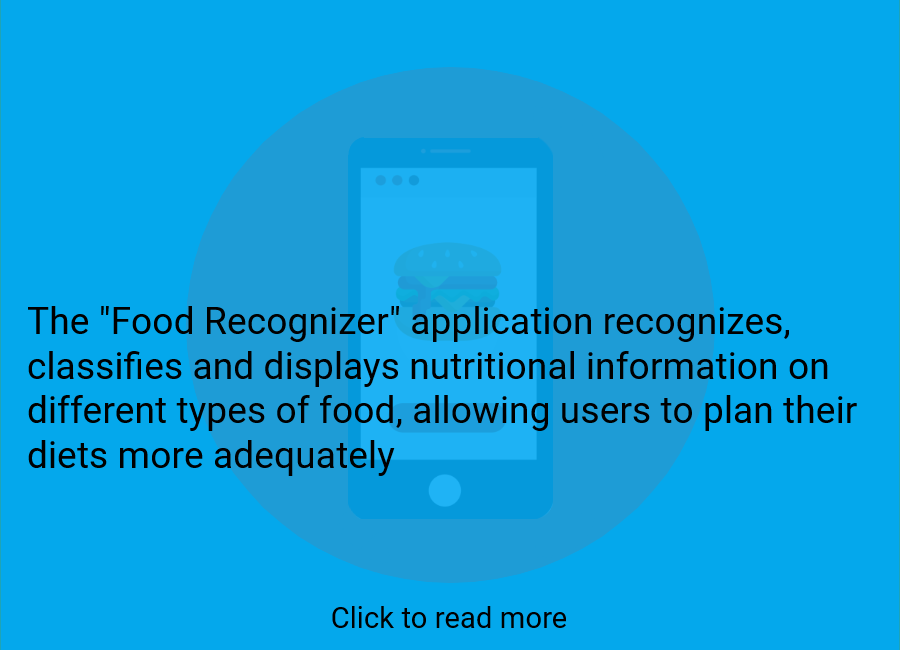 The "Food Recognizer" application recognizes,
classifies and displays nutritional information on
different types of food, allowing users to plan their
diets more adequately
Click to read more